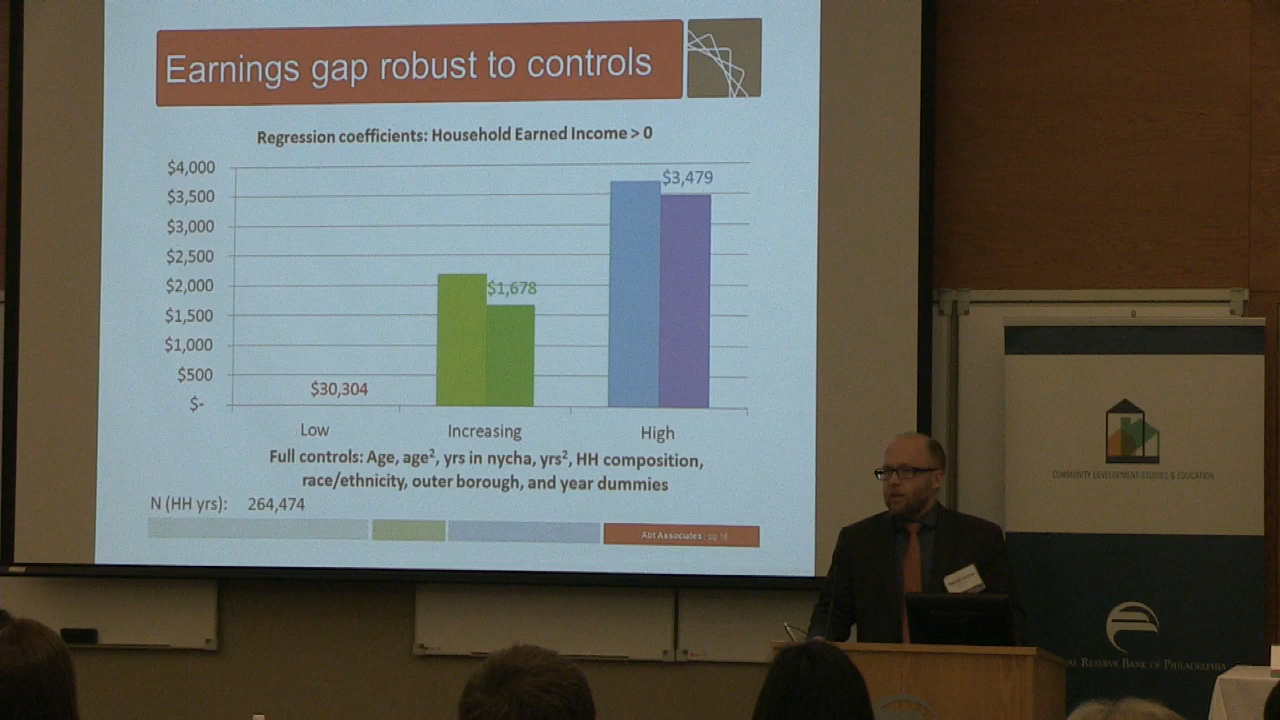 Earnings gap robust to controls
Regression coefficients: Household Earned Income > 0
$4,000
$3,500
$3,000
$2,500
$2,000
$1,500
$1,000
$500
$-
$30,304
$1,678
$3,479
Low
Increasing
High
Full controls: Age, age², yrs in nycha, yrs², HH composition,
race/ethnicity, outer borough, and year dummies
N (HH yrs): 264,474
Abt Associates | pg 16
COMMUNITY DEVELOPMENT STUDIES & EDUCATION
RESERVE BANK OF PHILADELPHIA